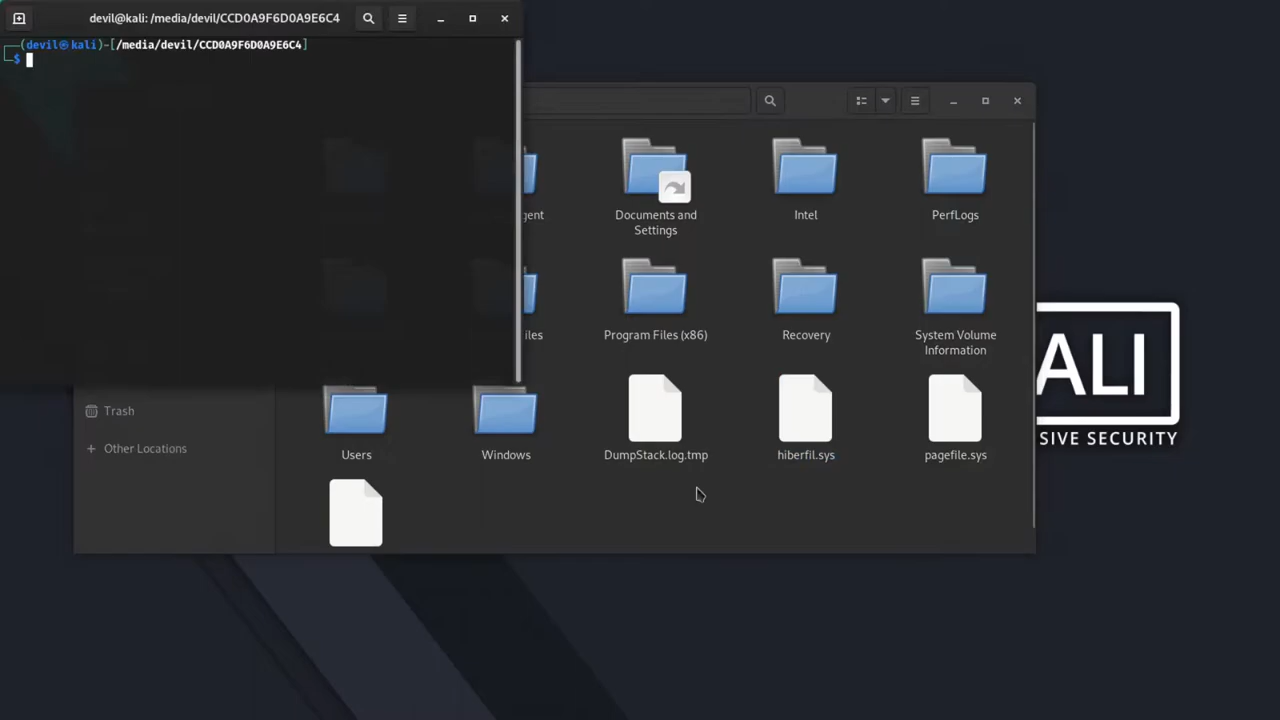 devil@kali: /media/devil/CCD0A9F6D0A9E6C4
(devil㉿kali)-[/media/devil/CCD0A9F6D0A9E6C4]
$
gent
Documents and
Settings
Intel
PerfLogs
iles
Program Files (x86)
Recovery
System Volume
Information
Trash
+ Other Locations
Users
Windows
DumpStack.log.tmp
hiberfil.sys
pagefile.sys
ALI
SIVE SECURITY